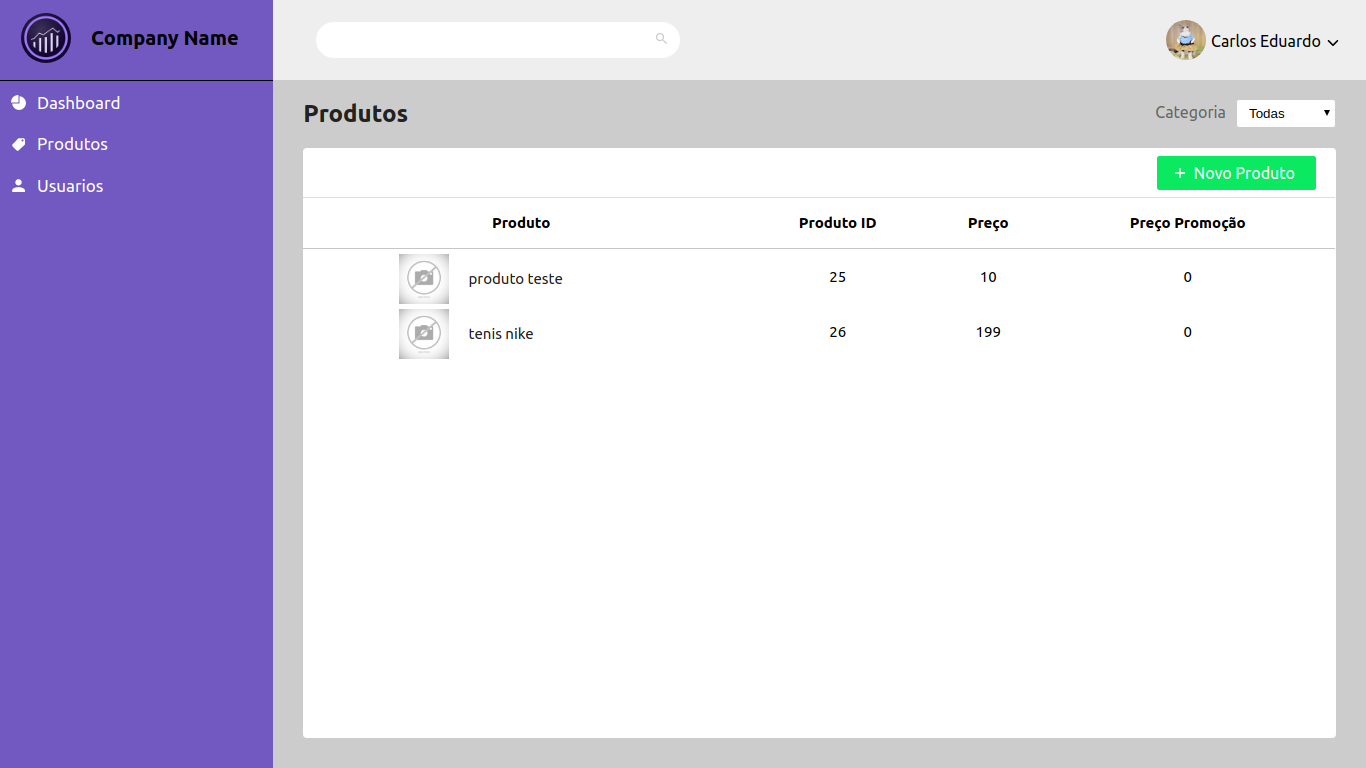 Company Name
Carlos Eduardo
Dashboard
Produtos
Usuarios
Produtos
Categoria Todas
+ Novo Produto
Produto Produto ID Preço Preço Promoção
produto teste 25 10 0
tenis nike 26 199 0